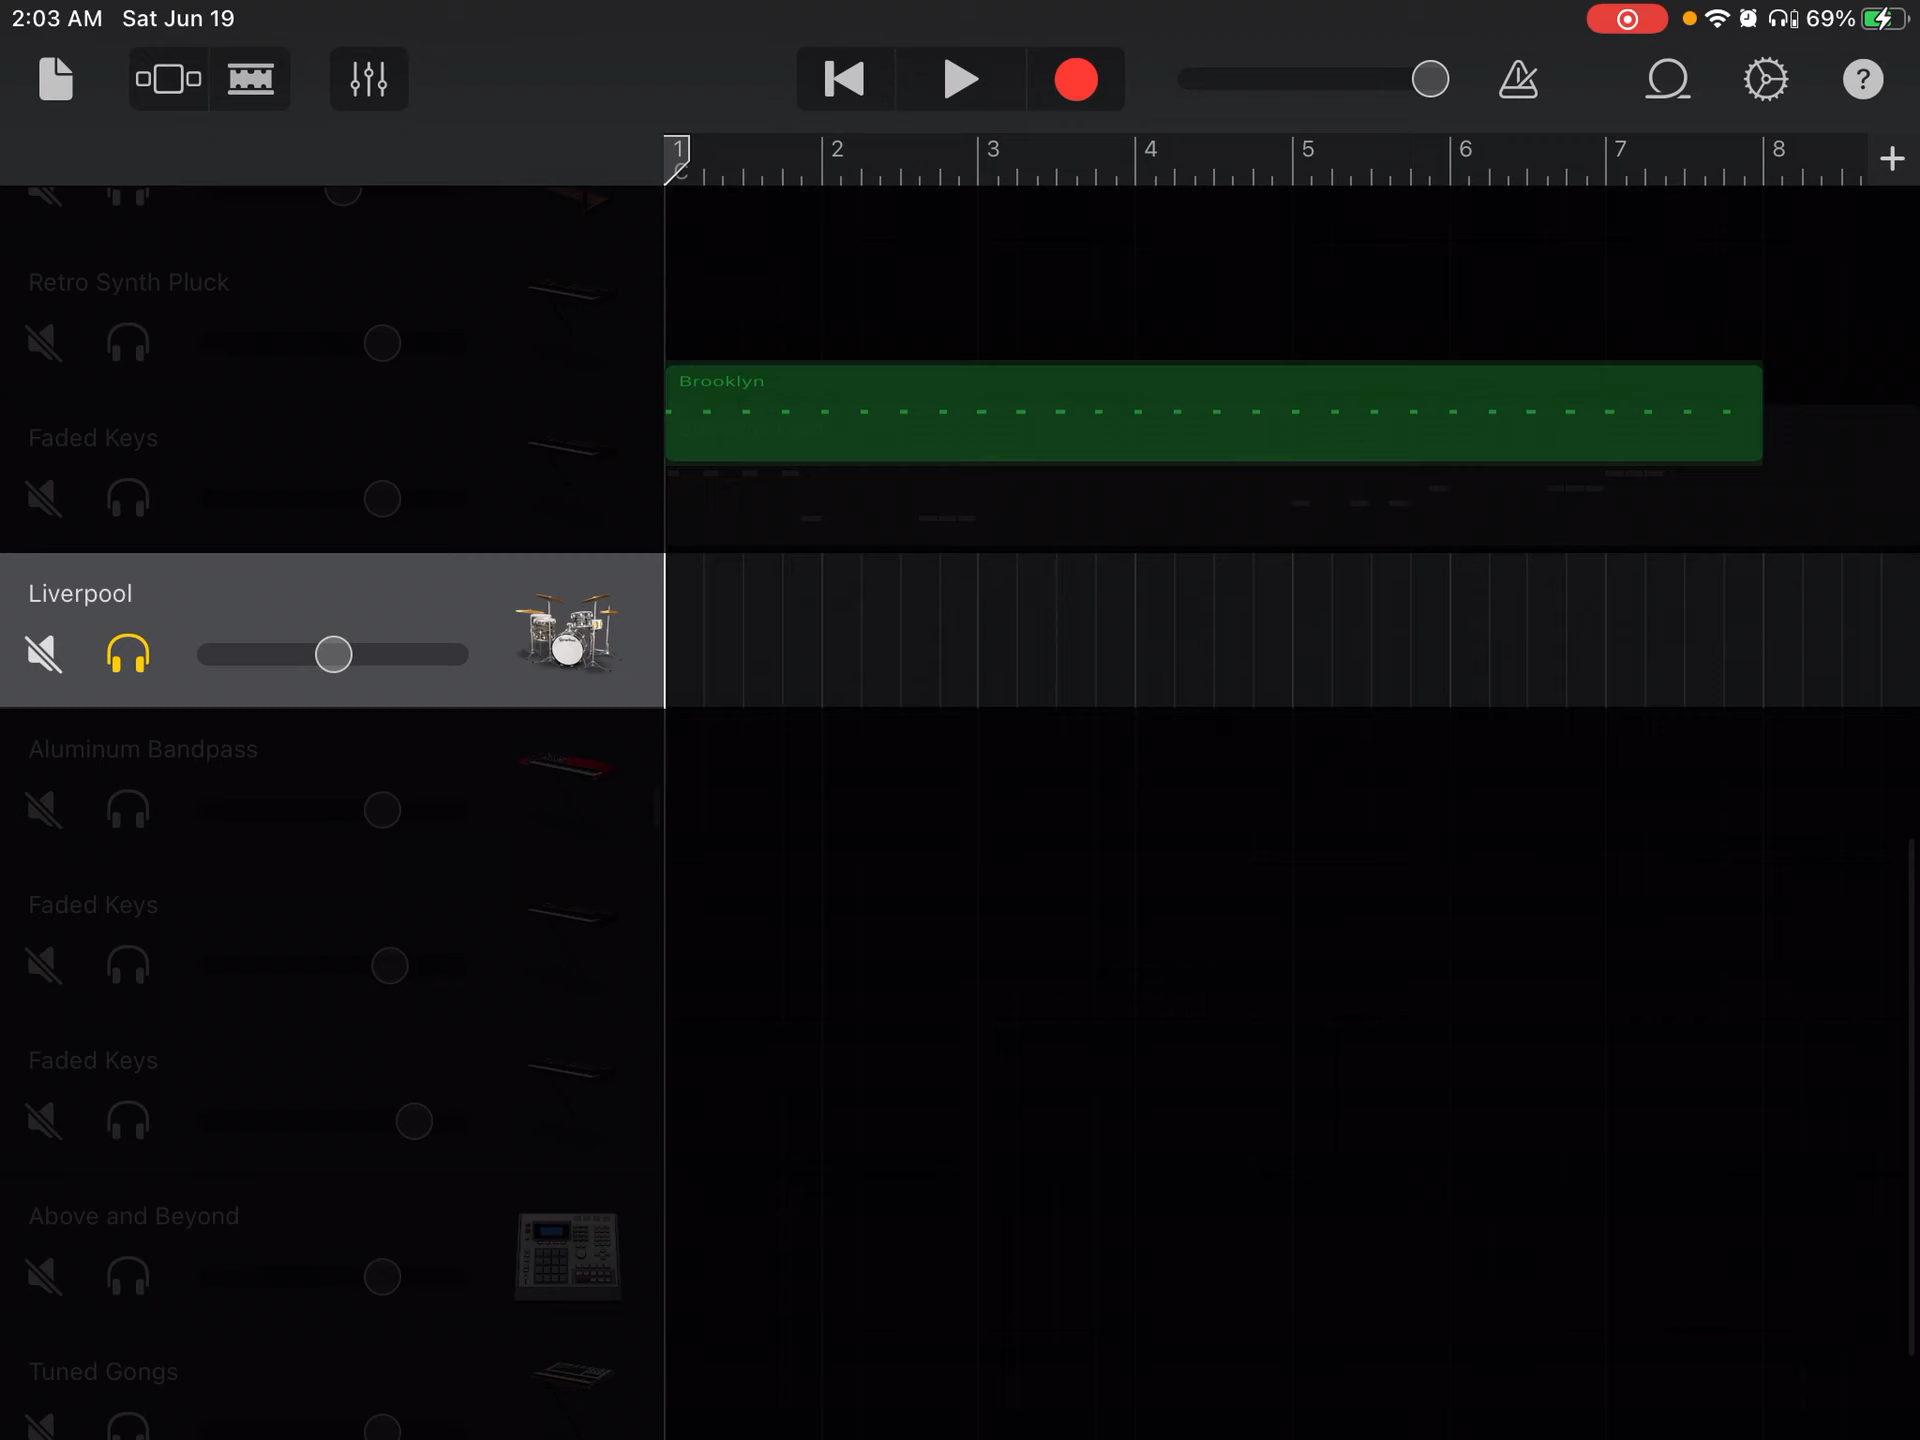 2:03 AM Sat Jun 19
69%
?
1 2 3 4 5 6 7 8
C
Retro Synth Pluck
Brooklyn
Faded Keys
Liverpool
Aluminum Bandpass
Faded Keys
Faded Keys
Above and Beyond
Tuned Gongs